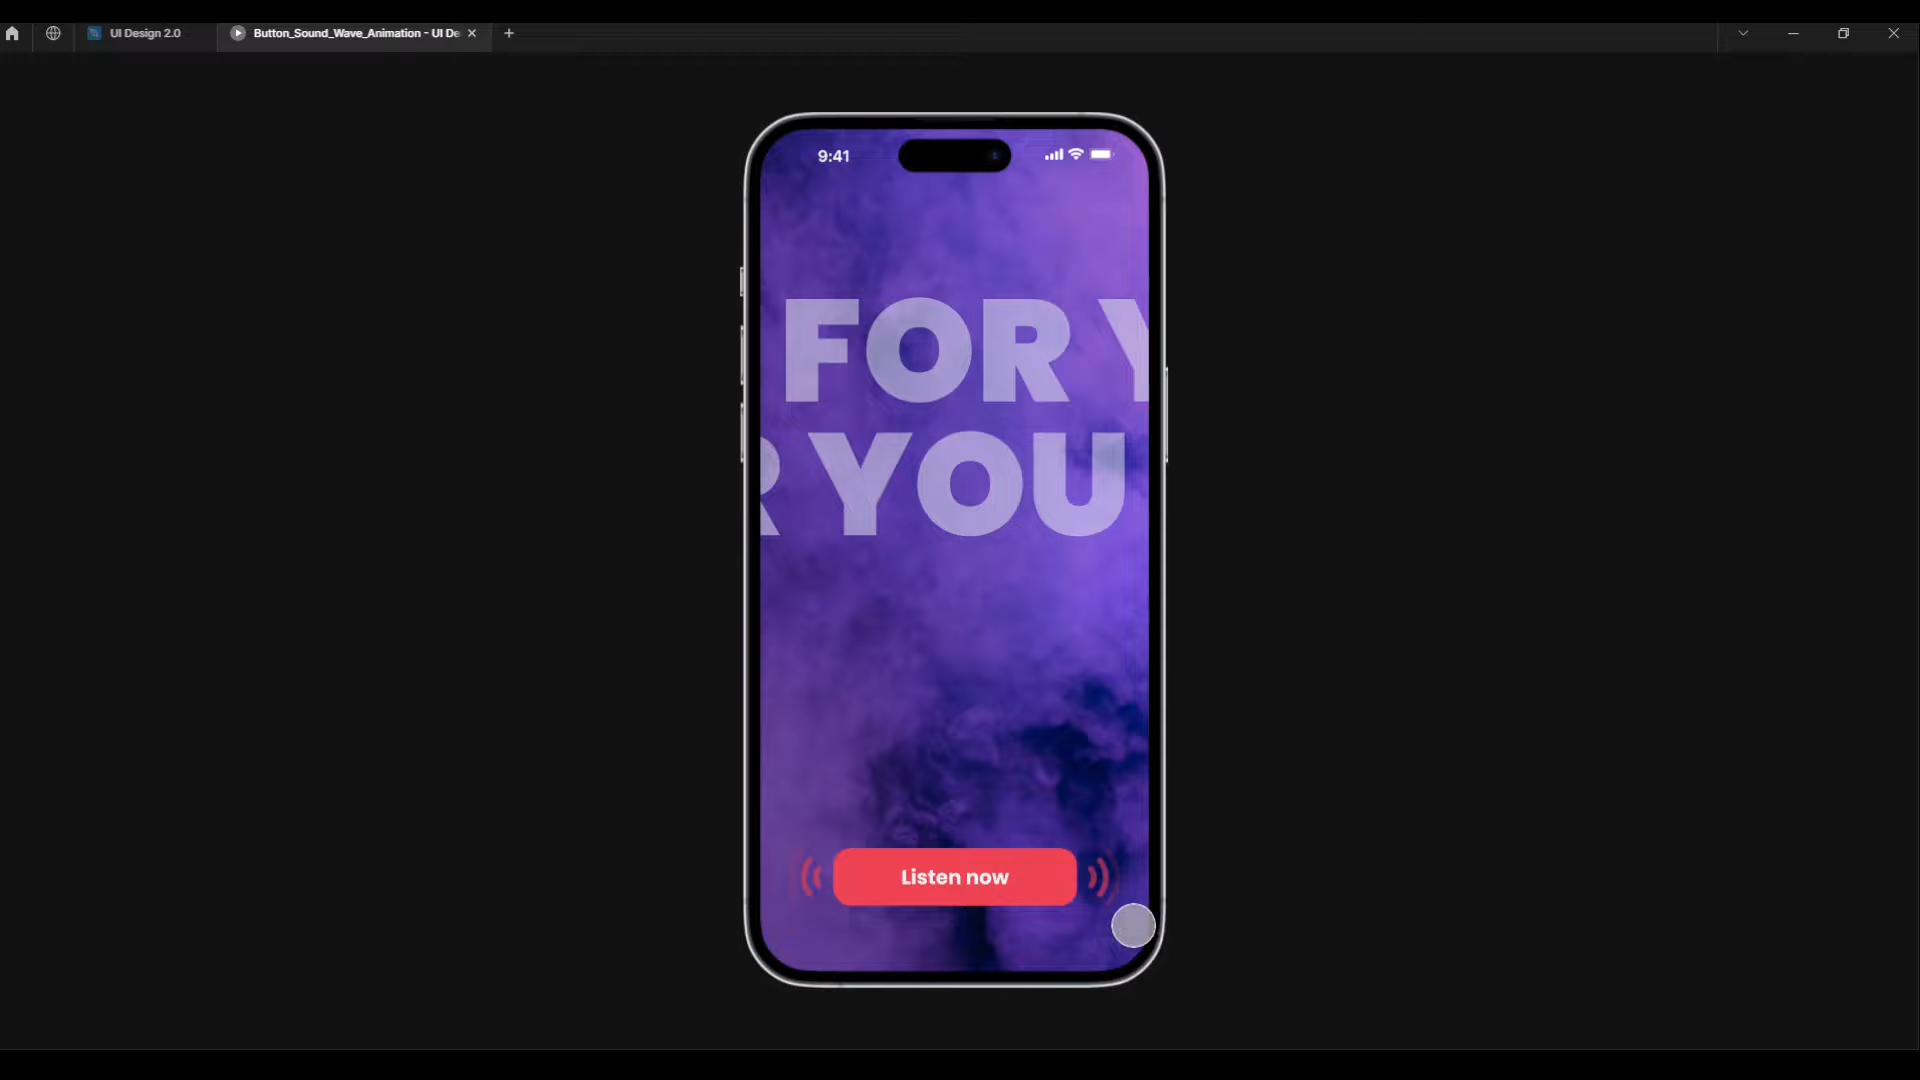 UI Design 2.0
Button_Sound_Wave_Animation - UI De
9:41
FOR Y
R YOU
Listen now